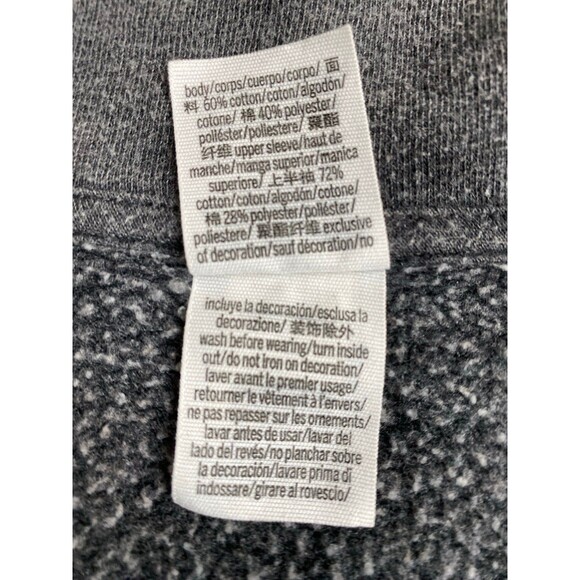 body/corps/cuerpo/corpo/ 面
料 60% cotton/coton/algodón/
cotone/ 棉 40% polyester/
poliéster/poliestere/ 聚酯
纤维 upper sleeve/haut de
manche/manga superior/manica
superiore/ 上半袖 72%
cotton/coton/algodón/cotone/
棉 28% polyester/poliéster/
poliestere/ 聚酯纤维 exclusive
of decoration/sauf décoration/no
incluye la decoración/esclusa la
decorazione/ 装饰除外
wash before wearing/turn inside
out/do not iron on decoration/
laver avant le premier usage/
retourner le vêtement à l'envers/
ne pas repasser sur les ornements/
lavar antes de usar/lavar del
lado del revés/no planchar sobre
la decoración/lavare prima di
indossare/girare al rovescio/